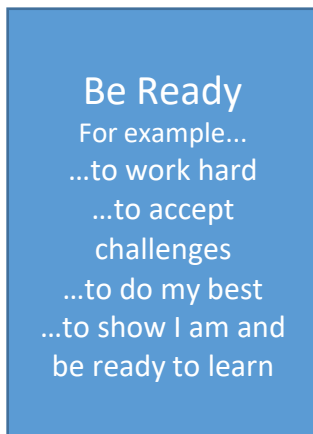 Be Ready
For example...
...to work hard
...to accept
challenges
...to do my best
...to show I am and
be ready to learn